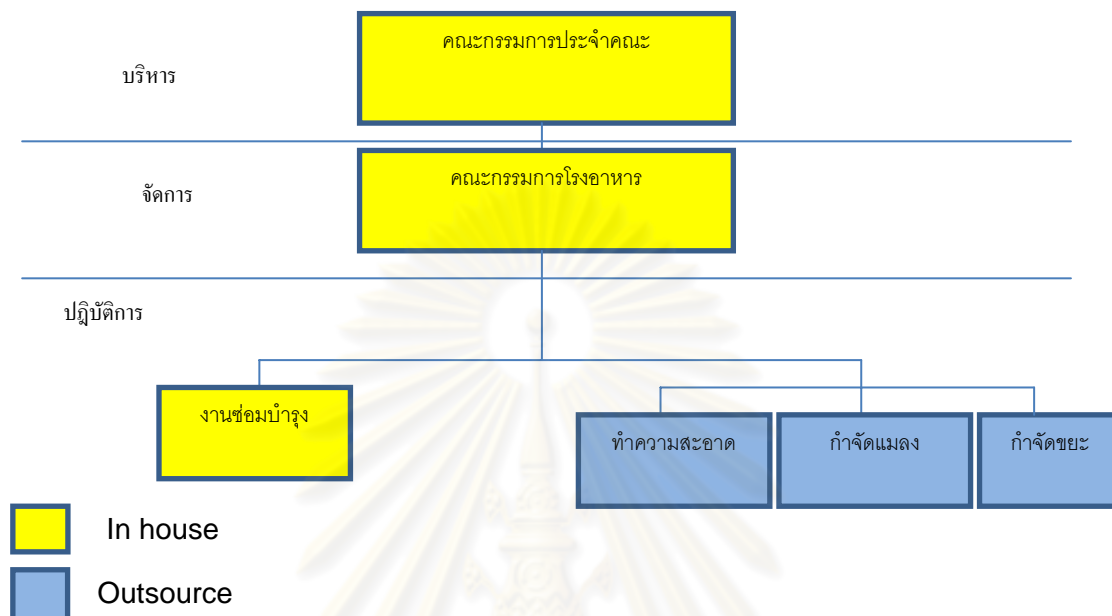 คณะกรรมการประจำคณะ
บริหาร
คณะกรรมการโรงอาหาร
จัดการ
ปฎิบัติการ
งานซ่อมบำรุง
ทำความสะอาด
กำจัดแมลง
กำจัดขยะ
In house
Outsource